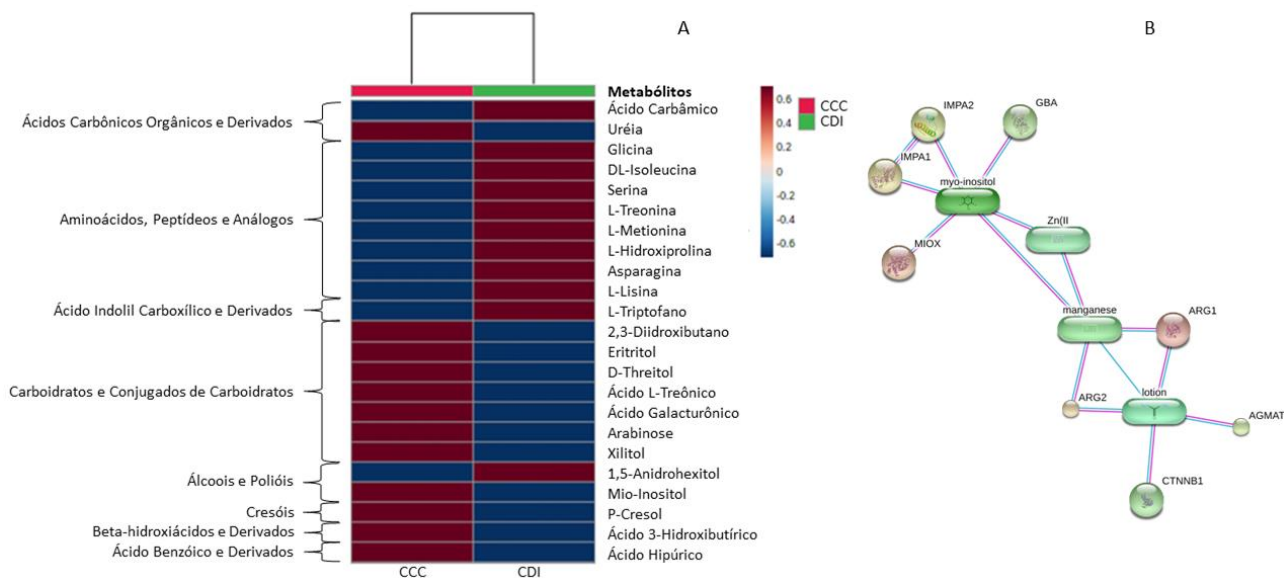 A
B
Metabólitos
Ácidos Carbônicos Orgânicos e Derivados
Aminoácidos, Peptídeos e Análogos
Ácido Indolil Carboxílico e Derivados
Carboidratos e Conjugados de Carboidratos
Álcoois e Polióis
Cresóis
Beta-hidroxiácidos e Derivados
Ácido Benzóico e Derivados
Ácido Carbâmico
Uréia
Glicina
DL-Isoleucina
Serina
L-Treonina
L-Metionina
L-Hidroxiprolina
Asparagina
L-Lisina
L-Triptofano
2,3-Diidroxibutano
Eritritol
D-Threitol
Ácido L-Treônico
Ácido Galacturônico
Arabinose
Xilitol
1,5-Anidrohexitol
Mio-Inositol
P-Cresol
Ácido 3-Hidroxibutírico
Ácido Hipúrico
CCC
CDI
0.6
0.4
0.2
0
-0.2
-0.4
-0.6
CCC
CDI
IMPA2
GBA
IMPA1
myo-inositol
Zn(II
MIOX
manganese
ARG1
lotion
ARG2
AGMAT
CTNNB1